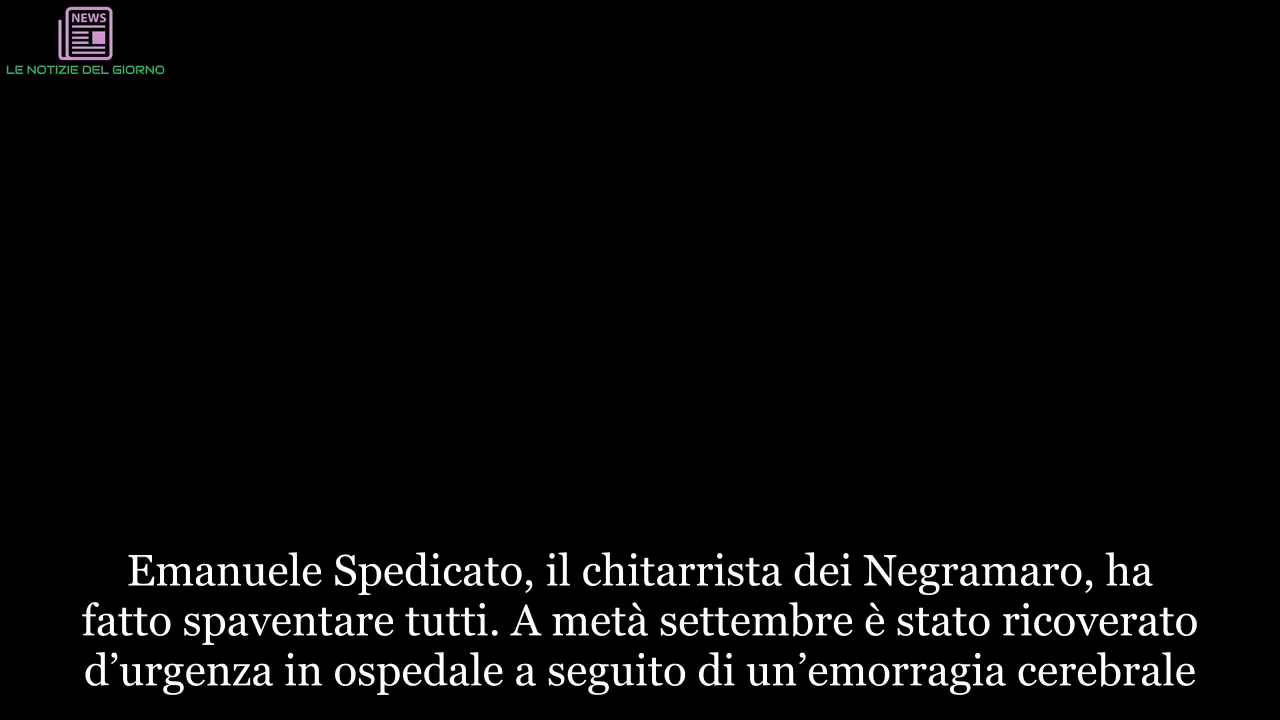 NEWS
LE NOTIZIE DEL GIORNO
Emanuele Spedicato, il chitarrista dei Negramaro, ha
fatto spaventare tutti. A metà settembre è stato ricoverato
d’urgenza in ospedale a seguito di un’emorragia cerebrale